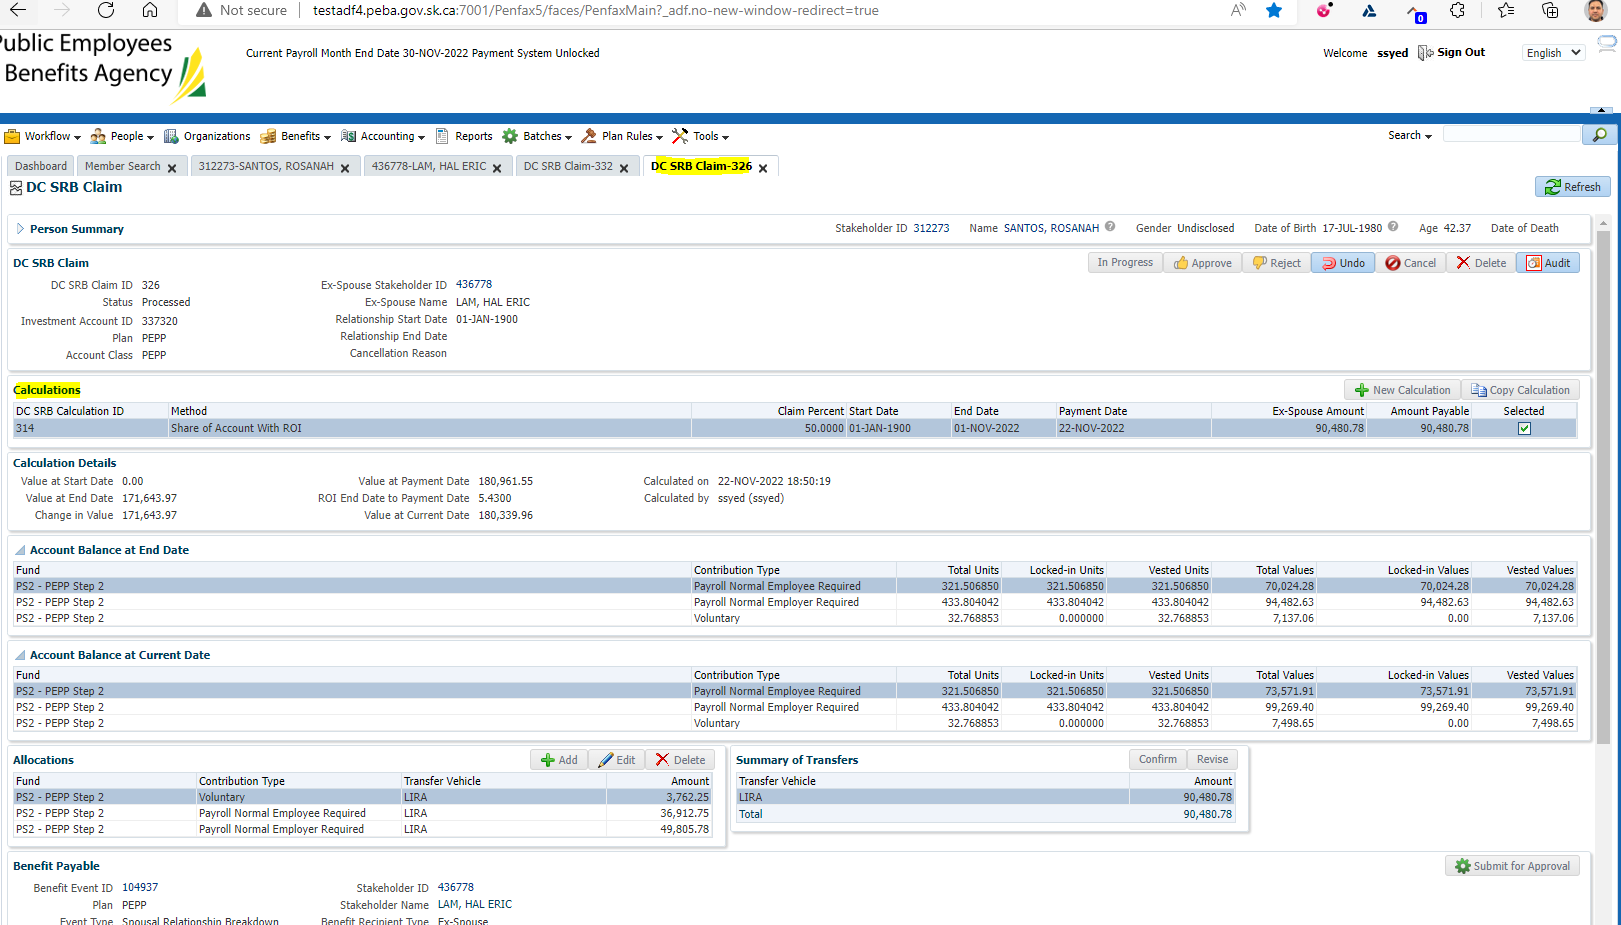 Not secure testadf4.peba.gov.sk.ca:7001/Penfax5/faces/PenfaxMain?_adf.no-new-window-redirect=true
0
Public Employees
Benefits Agency
Current Payroll Month End Date 30-NOV-2022 Payment System Unlocked
Welcome ssyed Sign Out English
Workflow People Organizations Benefits Accounting Reports Batches Plan Rules Tools Search
Dashboard Member Search 312273-SANTOS, ROSANAH 436778-LAM, HAL ERIC DC SRB Claim-332 DC SRB Claim-326
DC SRB Claim Refresh
Person Summary Stakeholder ID 312273 Name SANTOS, ROSANAH Gender Undisclosed Date of Birth 17-JUL-1980 Age 42.37 Date of Death
DC SRB Claim In Progress Approve Reject Undo Cancel Delete Audit
DC SRB Claim ID 326 Ex-Spouse Stakeholder ID 436778
Status Processed Ex-Spouse Name LAM, HAL ERIC
Investment Account ID 337320 Relationship Start Date 01-JAN-1900
Plan PEPP Relationship End Date
Account Class PEPP Cancellation Reason
Calculations New Calculation Copy Calculation
DC SRB Calculation ID Method Claim Percent Start Date End Date Payment Date Ex-Spouse Amount Amount Payable Selected
314 Share of Account With ROI 50.0000 01-JAN-1900 01-NOV-2022 22-NOV-2022 90,480.78 90,480.78
Calculation Details
Value at Start Date 0.00 Value at Payment Date 180,961.55 Calculated on 22-NOV-2022 18:50:19
Value at End Date 171,643.97 ROI End Date to Payment Date 5.4300 Calculated by ssyed (ssyed)
Change in Value 171,643.97 Value at Current Date 180,339.96
Account Balance at End Date
Fund Contribution Type Total Units Locked-in Units Vested Units Total Values Locked-in Values Vested Values
PS2 - PEPP Step 2 Payroll Normal Employee Required 321.506850 321.506850 321.506850 70,024.28 70,024.28 70,024.28
PS2 - PEPP Step 2 Payroll Normal Employer Required 433.804042 433.804042 433.804042 94,482.63 94,482.63 94,482.63
PS2 - PEPP Step 2 Voluntary 32.768853 0.000000 32.768853 7,137.06 0.00 7,137.06
Account Balance at Current Date
Fund Contribution Type Total Units Locked-in Units Vested Units Total Values Locked-in Values Vested Values
PS2 - PEPP Step 2 Payroll Normal Employee Required 321.506850 321.506850 321.506850 73,571.91 73,571.91 73,571.91
PS2 - PEPP Step 2 Payroll Normal Employer Required 433.804042 433.804042 433.804042 99,269.40 99,269.40 99,269.40
PS2 - PEPP Step 2 Voluntary 32.768853 0.000000 32.768853 7,498.65 0.00 7,498.65
Allocations Add Edit Delete
Fund Contribution Type Transfer Vehicle Amount
PS2 - PEPP Step 2 Voluntary LIRA 3,762.25
PS2 - PEPP Step 2 Payroll Normal Employee Required LIRA 36,912.75
PS2 - PEPP Step 2 Payroll Normal Employer Required LIRA 49,805.78
Summary of Transfers Confirm Revise
Transfer Vehicle Amount
LIRA 90,480.78
Total 90,480.78
Benefit Payable Submit for Approval
Benefit Event ID 104937 Stakeholder ID 436778
Plan PEPP Stakeholder Name LAM, HAL ERIC
Event Type Spousal Relationship Breakdown Benefit Recipient Type Ex-Spouse